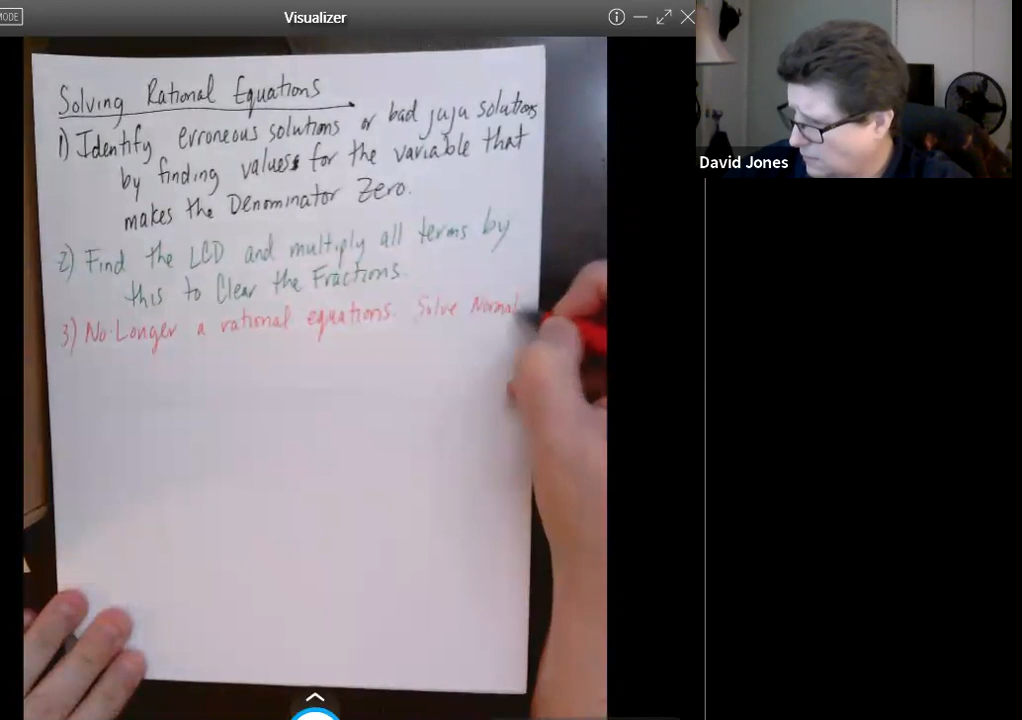 MODE
Visualizer
David Jones
Solving Rational Equations
1) Identify erroneous solutions or bad juju solutions
by finding values for the variable that
makes the Denominator Zero.
2) Find the LCD and multiply all terms by
this to Clear the Fractions.
3) No Longer a rational equations. Solve Normal